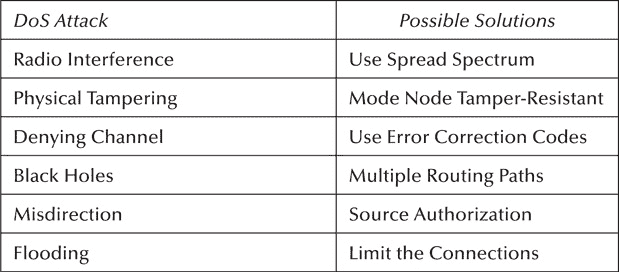 DoS Attack Possible Solutions
Radio Interference Use Spread Spectrum
Physical Tampering Mode Node Tamper-Resistant
Denying Channel Use Error Correction Codes
Black Holes Multiple Routing Paths
Misdirection Source Authorization
Flooding Limit the Connections